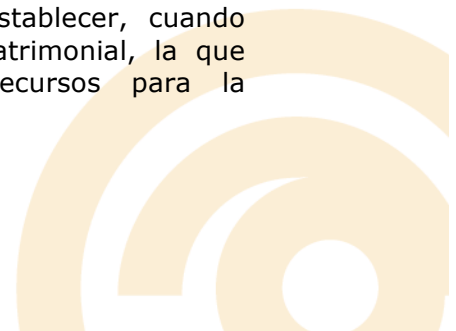 stablecer, cuando
atrimonial, la que
ecursos para la